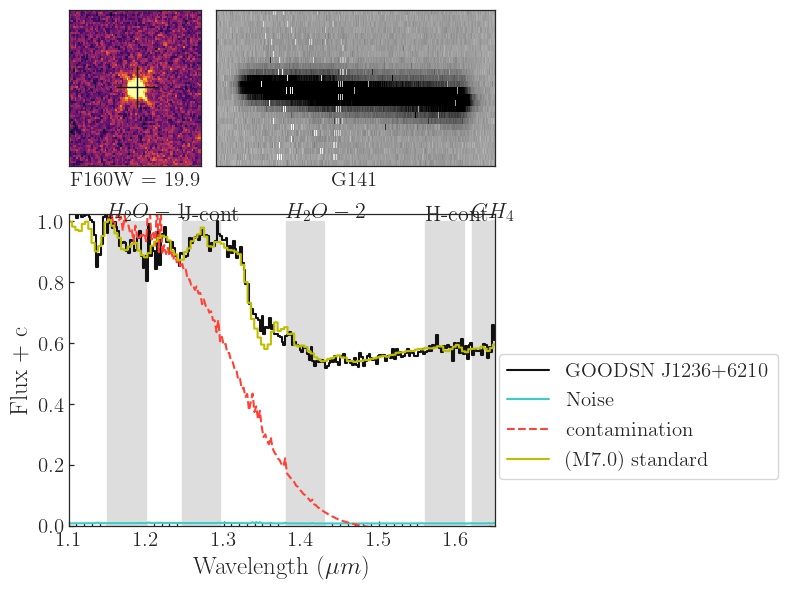 F160W = 19.9
G141
H2O − 1
J-cont
H2O − 2
H-cont
CH4
1.0
0.8
0.6
0.4
0.2
0.0
Flux + c
1.1
1.2
1.3
1.4
1.5
1.6
Wavelength (μm)
GOODSN J1236+6210
Noise
contamination
(M7.0) standard